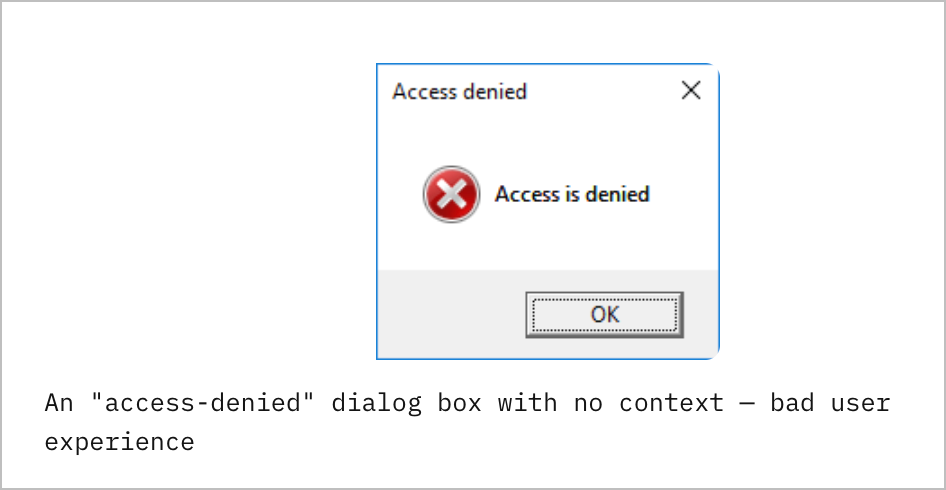 Access denied
Access is denied
OK
An "access-denied" dialog box with no context — bad user
experience